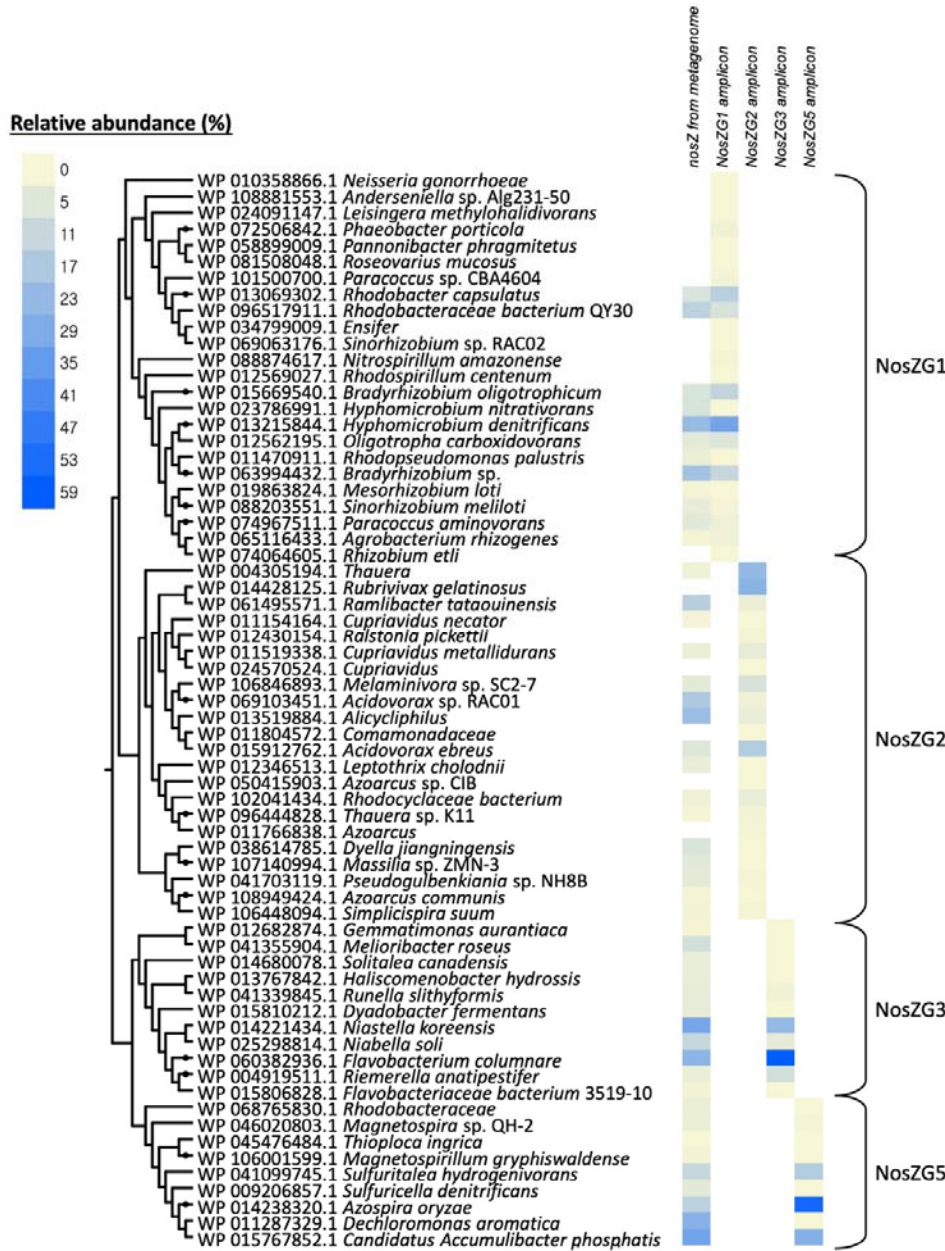 nosZ from metagenome
NosZG1 amplicon
NosZG2 amplicon
NosZG3 amplicon
NosZG5 amplicon
Relative abundance (%)
0
5
11
17
23
29
35
41
47
53
59
WP 010358866.1 Neisseria gonorrhoeae
WP 108881553.1 Anderseniella sp. Alg231-50
WP 024091147.1 Leisingera methylohalidivorans
WP 072506842.1 Phaeobacter porticola
WP 058899009.1 Pannonibacter phragmitetus
WP 081508048.1 Roseovarius mucosus
WP 101500700.1 Paracoccus sp. CBA4604
WP 013069302.1 Rhodobacter capsulatus
WP 096517911.1 Rhodobacteraceae bacterium QY30
WP 034799009.1 Ensifer
WP 069063176.1 Sinorhizobium sp. RAC02
WP 088874617.1 Nitrospirillum amazonense
WP 012569027.1 Rhodospirillum centenum
WP 015669540.1 Bradyrhizobium oligotrophicum
WP 023786991.1 Hyphomicrobium nitrativorans
WP 013215844.1 Hyphomicrobium denitrificans
WP 012562195.1 Oligotropha carboxidovorans
WP 011470911.1 Rhodopseudomonas palustris
WP 063994432.1 Bradyrhizobium sp.
WP 019863824.1 Mesorhizobium loti
WP 088203551.1 Sinorhizobium meliloti
WP 074967511.1 Paracoccus aminovorans
WP 065116433.1 Agrobacterium rhizogenes
WP 074064605.1 Rhizobium etli
NosZG1
WP 004305194.1 Thauera
WP 014428125.1 Rubrivivax gelatinosus
WP 061495571.1 Ramlibacter tataouinensis
WP 011154164.1 Cupriavidus necator
WP 012430154.1 Ralstonia pickettii
WP 011519338.1 Cupriavidus metallidurans
WP 024570524.1 Cupriavidus
WP 106846893.1 Melaminivora sp. SC2-7
WP 069103451.1 Acidovorax sp. RAC01
WP 013519884.1 Alicycliphilus
WP 011804572.1 Comamonadaceae
WP 015912762.1 Acidovorax ebreus
WP 012346513.1 Leptothrix cholodnii
WP 050415903.1 Azoarcus sp. CIB
WP 102041434.1 Rhodocyclaceae bacterium
WP 096444828.1 Thauera sp. K11
WP 011766838.1 Azoarcus
WP 038614785.1 Dyella jiangningensis
WP 107140994.1 Massilia sp. ZMN-3
WP 041703119.1 Pseudogulbenkiania sp. NH8B
WP 108949424.1 Azoarcus communis
WP 106448094.1 Simplicispira suum
NosZG2
WP 012682874.1 Gemmatimonas aurantiaca
WP 041355904.1 Melioribacter roseus
WP 014680078.1 Solitalea canadensis
WP 013767842.1 Haliscomenobacter hydrossis
WP 041339845.1 Runella slithyformis
WP 015810212.1 Dyadobacter fermentans
WP 014221434.1 Niastella koreensis
WP 025298814.1 Niabella soli
WP 060382936.1 Flavobacterium columnare
WP 004919511.1 Riemerella anatipestifer
WP 015806828.1 Flavobacteriaceae bacterium 3519-10
NosZG3
WP 068765830.1 Rhodobacteraceae
WP 046020803.1 Magnetospira sp. QH-2
WP 045476484.1 Thioploca ingrica
WP 106001599.1 Magnetospirillum gryphiswaldense
WP 041099745.1 Sulfuritalea hydrogenivorans
WP 009206857.1 Sulfuricella denitrificans
WP 014238320.1 Azospira oryzae
WP 011287329.1 Dechloromonas aromatica
WP 015767852.1 Candidatus Accumulibacter phosphatis
NosZG5